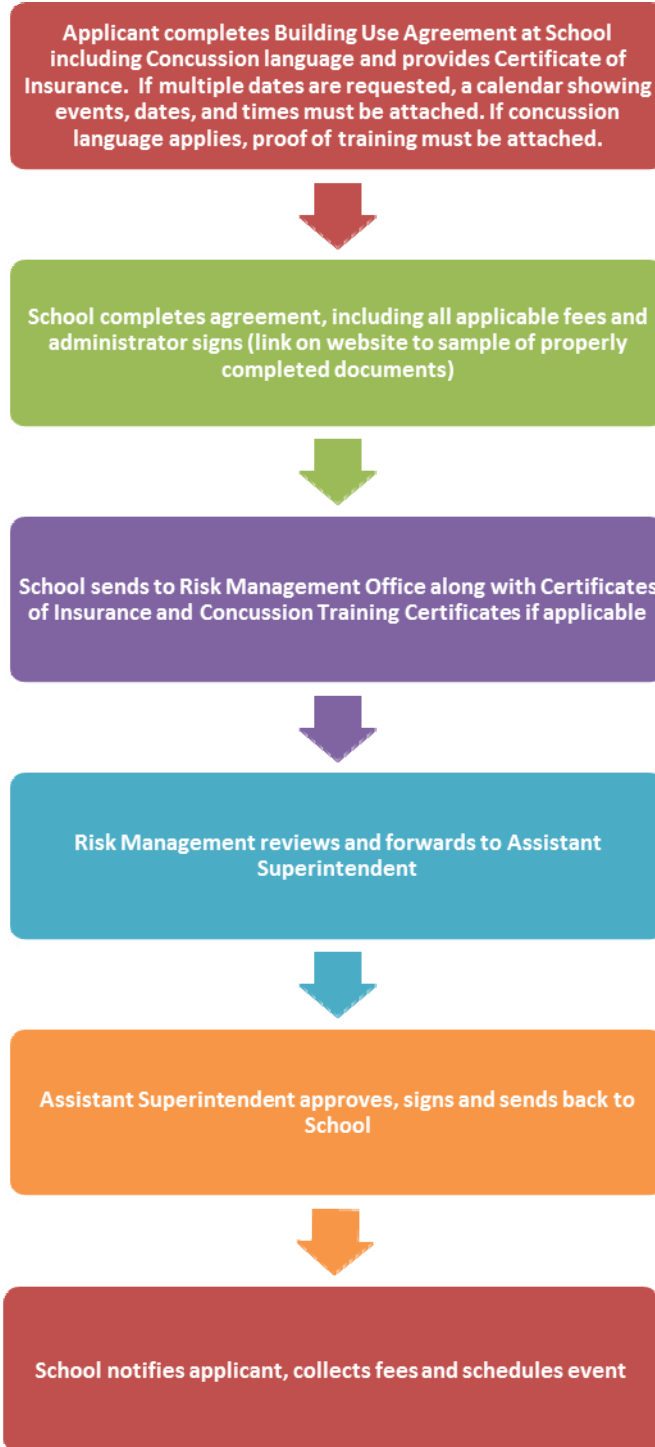 Applicant completes Building Use Agreement at School
including Concussion language and provides Certificate of
Insurance.  If multiple dates are requested, a calendar showing
events, dates, and times must be attached. If concussion
language applies, proof of training must be attached.
School completes agreement, including all applicable fees and
administrator signs (link on website to sample of properly
completed documents)
School sends to Risk Management Office along with Certificates
of Insurance and Concussion Training Certificates if applicable
Risk Management reviews and forwards to Assistant
Superintendent
Assistant Superintendent approves, signs and sends back to
School
School notifies applicant, collects fees and schedules event